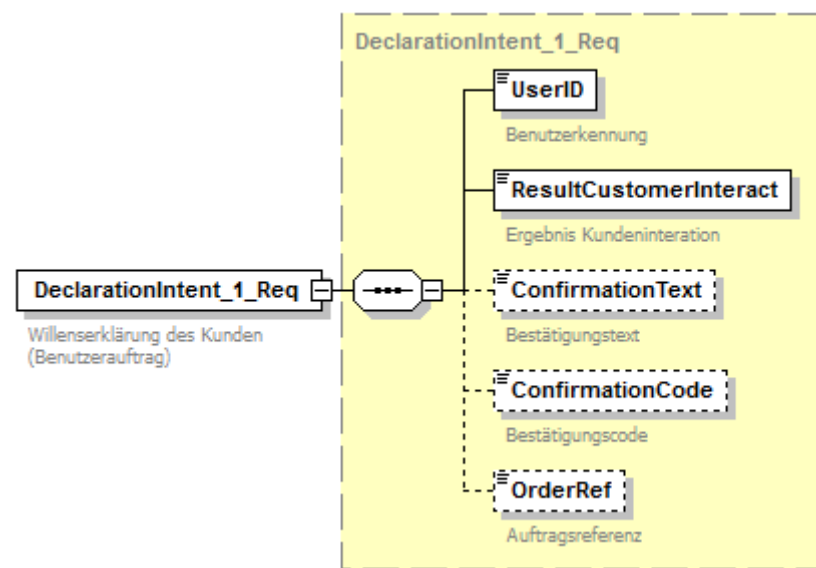 DeclarationIntent_1_Req
UserID
Benutzerkennung
ResultCustomerInteract
Ergebnis Kundeninteration
DeclarationIntent_1_Req
Willenserklärung des Kunden
(Benutzerauftrag)
ConfirmationText
Bestätigungstext
ConfirmationCode
Bestätigungscode
OrderRef
Auftragsreferenz